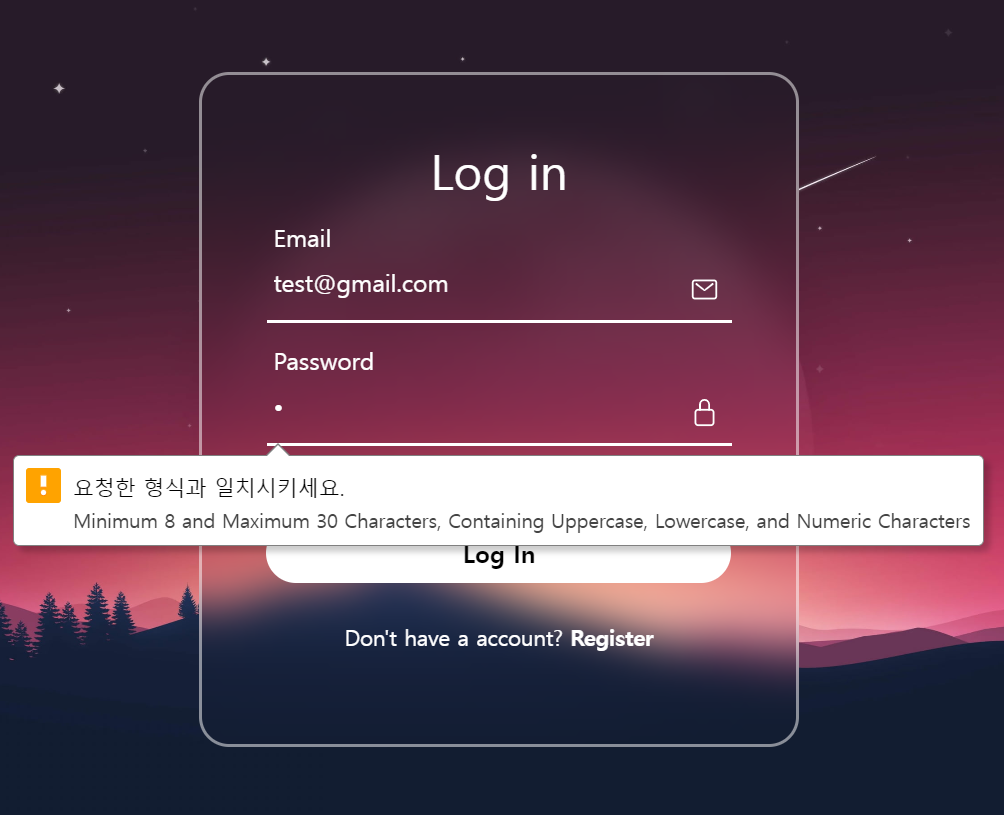 Log in
Email
test@gmail.com
Password
•
요청한 형식과 일치시키세요.
Minimum 8 and Maximum 30 Characters, Containing Uppercase, Lowercase, and Numeric Characters
Log In
Don't have a account? Register